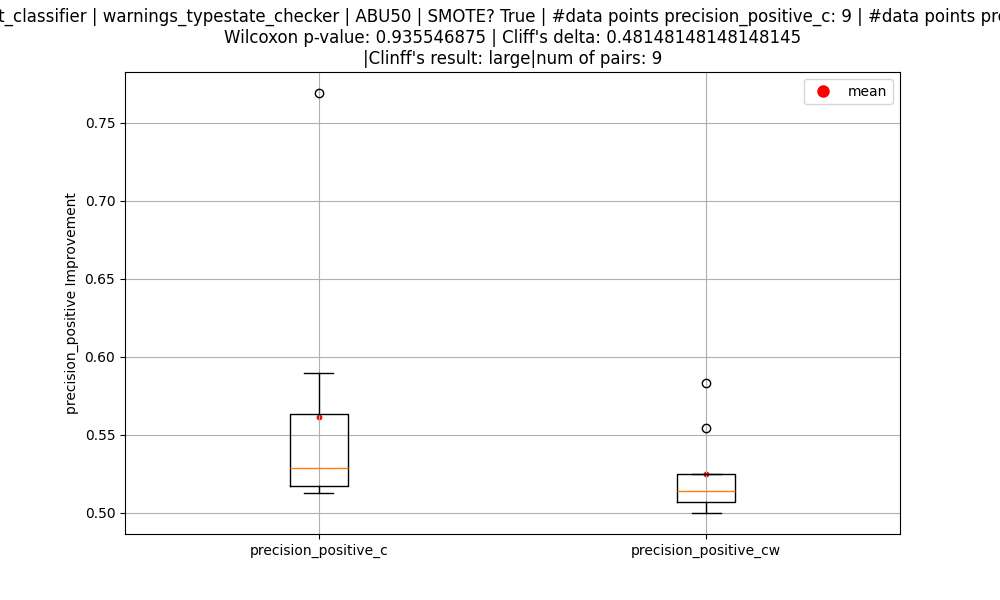 t_classifier | warnings_typestate_checker | ABU50 | SMOTE? True | #data points precision_positive_c: 9 | #data points pre
Wilcoxon p-value: 0.935546875 | Cliff's delta: 0.48148148148148145
|Clinff's result: large|num of pairs: 9
mean
precision_positive Improvement
0.75
0.70
0.65
0.60
0.55
0.50
precision_positive_c
precision_positive_cw